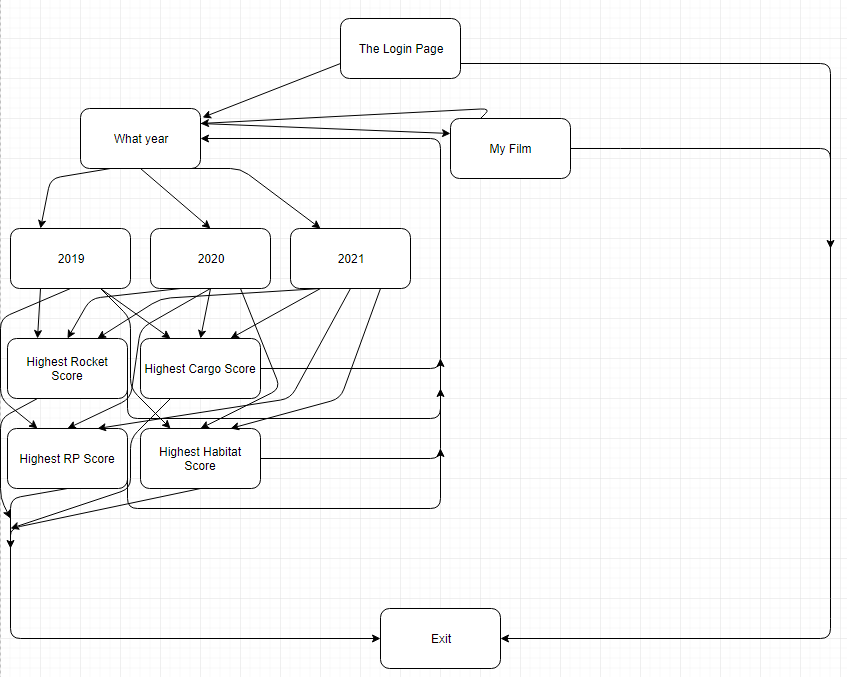 The Login Page
What year
My Film
2019
2020
2021
Highest Rocket
Score
Highest Cargo Score
Highest RP Score
Highest Habitat
Score
Exit